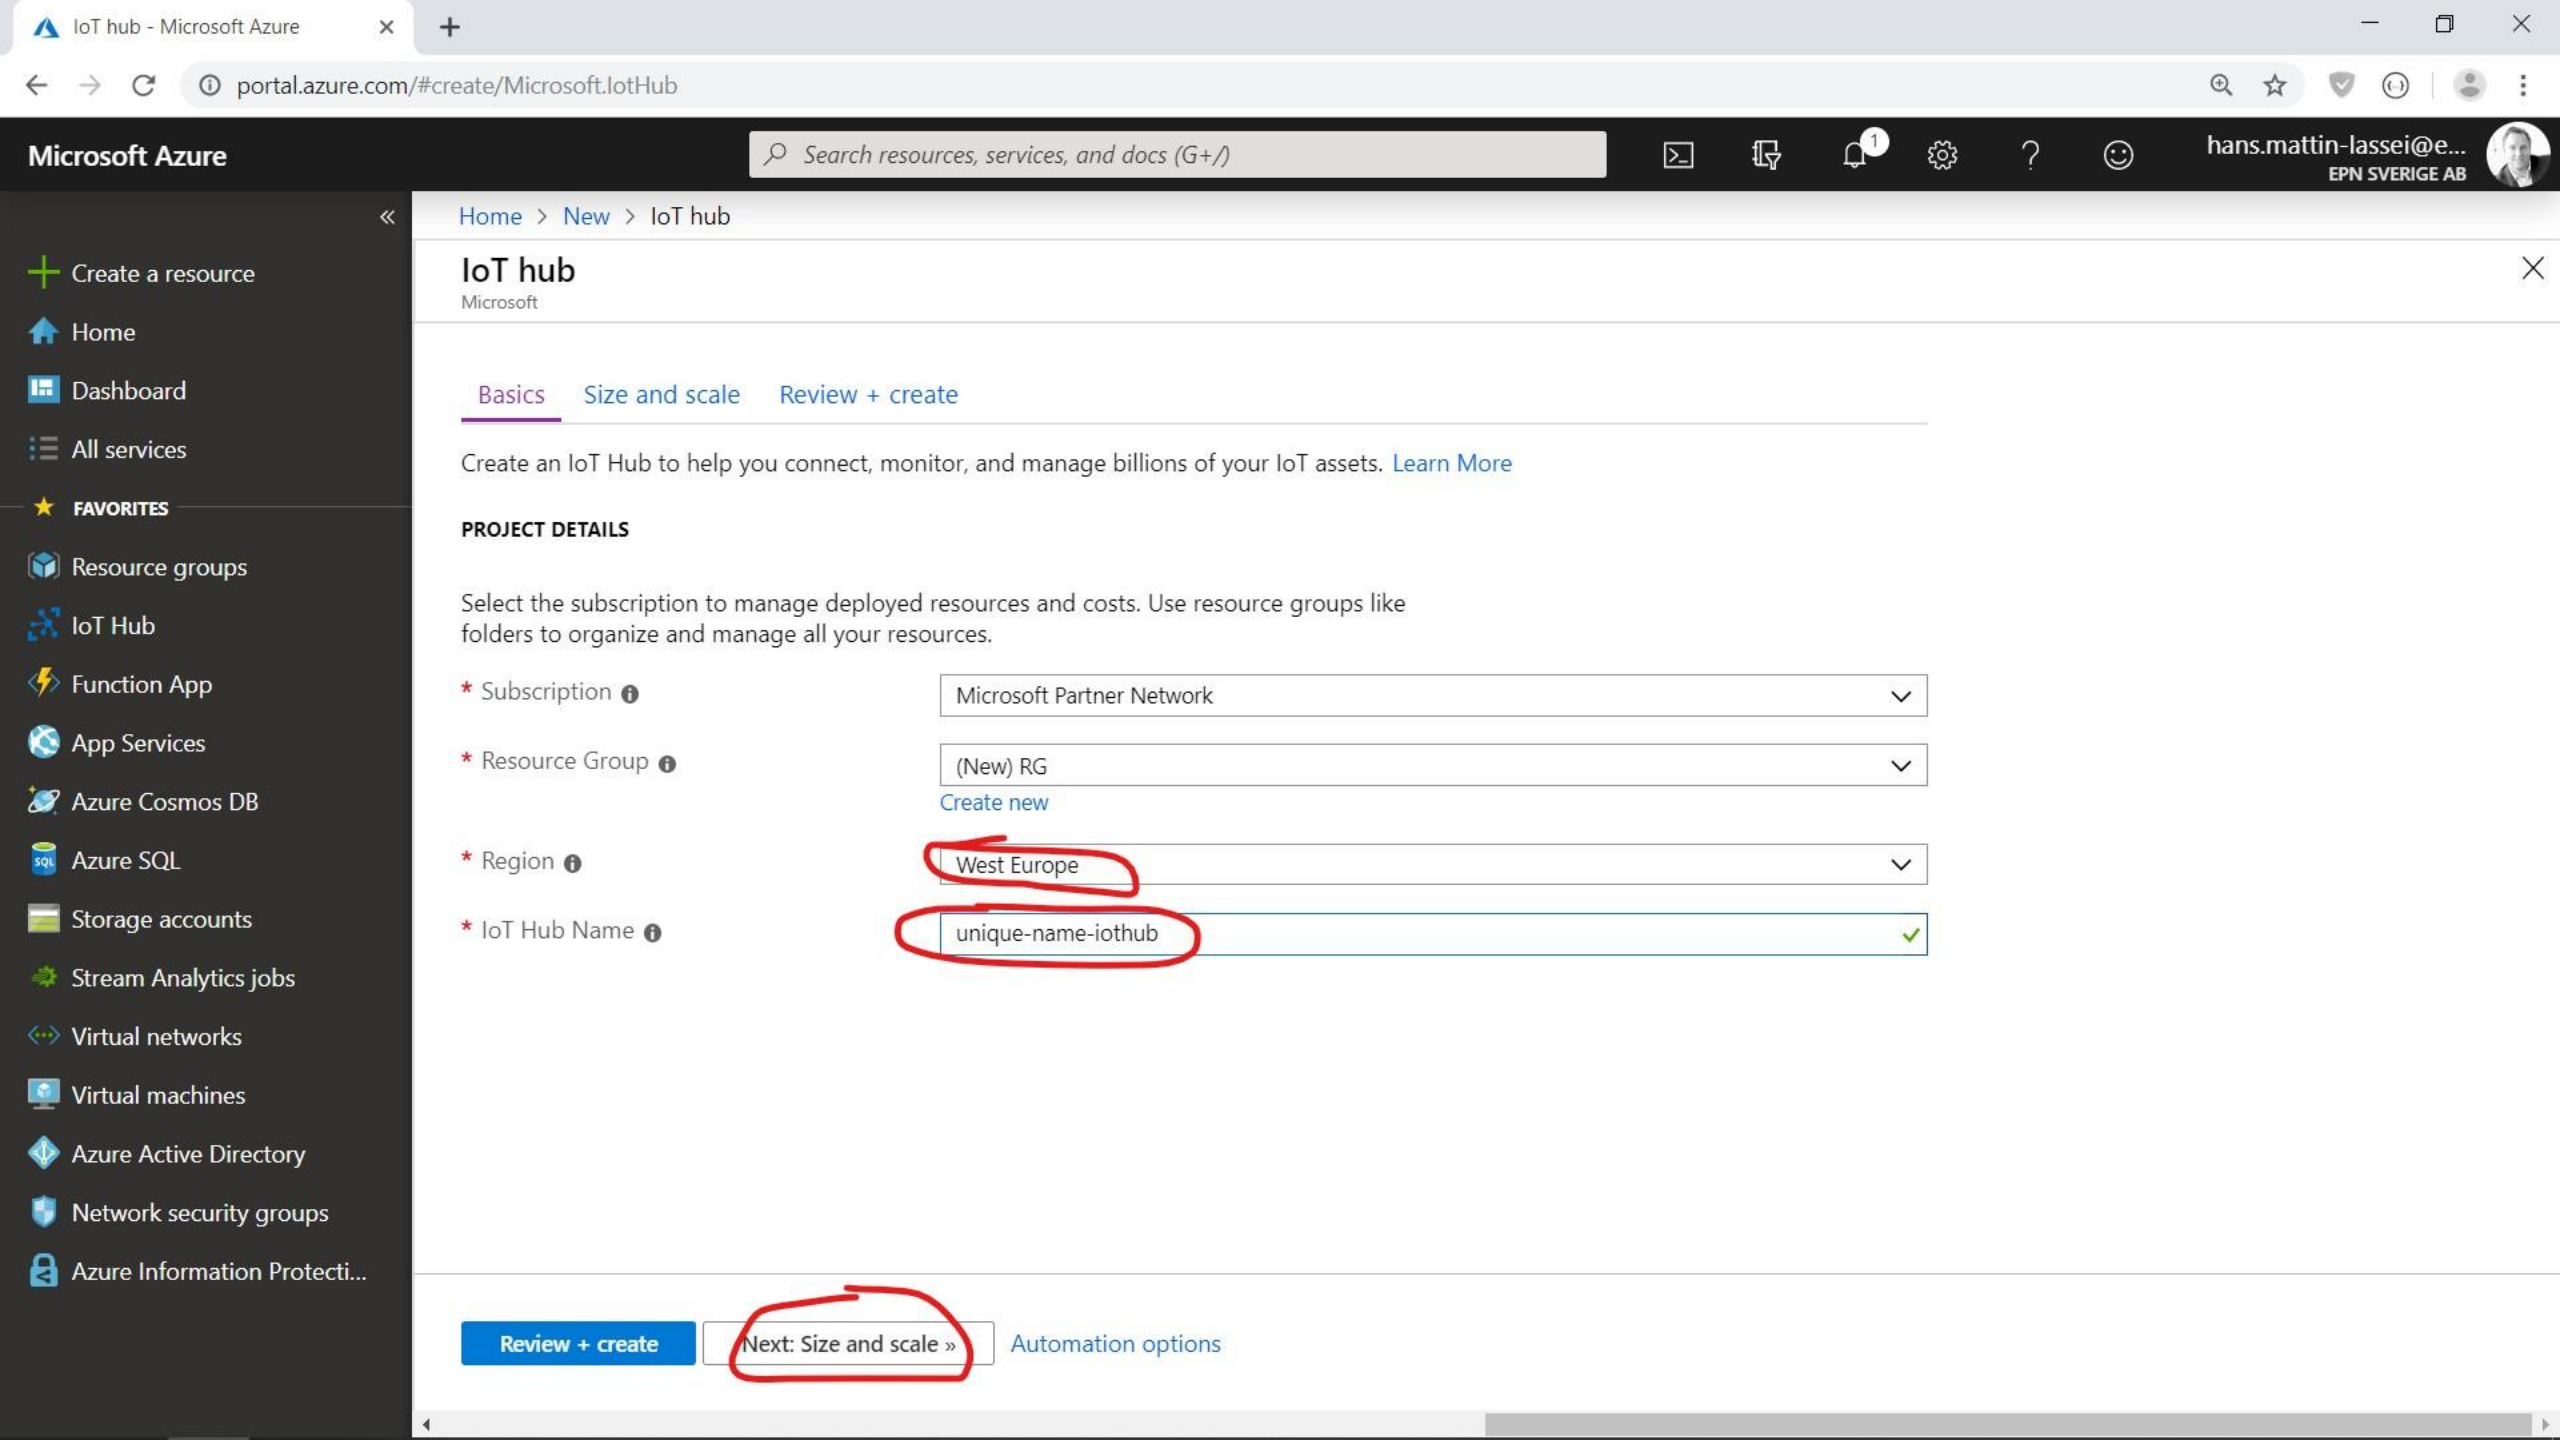 IoT hub - Microsoft Azure
portal.azure.com/#create/Microsoft.IotHub
Microsoft Azure
Search resources, services, and docs (G+/)
1
hans.mattin-lassei@e...
EPN SVERIGE AB
Home > New > IoT hub
Create a resource
Home
Dashboard
All services
FAVORITES
Resource groups
IoT Hub
Function App
App Services
Azure Cosmos DB
SQL
Azure SQL
Storage accounts
Stream Analytics jobs
Virtual networks
Virtual machines
Azure Active Directory
Network security groups
Azure Information Protecti...
IoT hub
Microsoft
Basics Size and scale Review + create
Create an IoT Hub to help you connect, monitor, and manage billions of your IoT assets. Learn More
PROJECT DETAILS
Select the subscription to manage deployed resources and costs. Use resource groups like
folders to organize and manage all your resources.
* Subscription Microsoft Partner Network
* Resource Group (New) RG
Create new
* Region West Europe
* IoT Hub Name unique-name-iothub
Review + create Next: Size and scale » Automation options